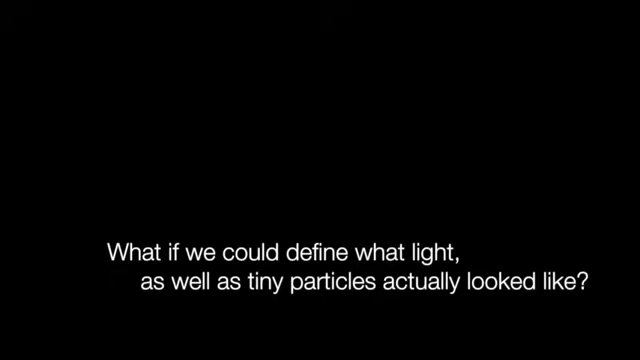 What if we could define what light,
as well as tiny particles actually looked like?